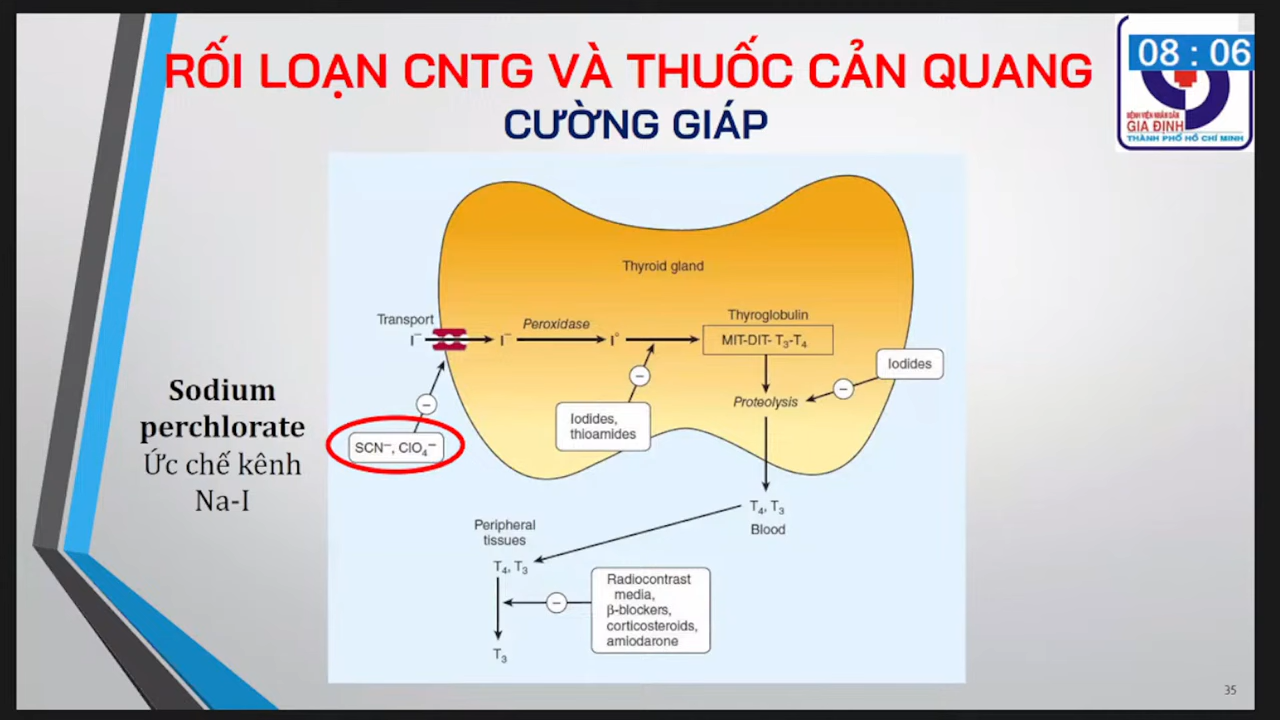 RỐI LOẠN CNTG VÀ THUỐC CẢN QUANG
CƯỜNG GIÁP
08 : 06
BỆNH VIỆN NHÂN DÂN
GIA ĐỊNH
THÀNH PHỐ HỒ CHÍ MINH
Thyroid gland
Transport
I⁻
I⁻
Peroxidase
I°
Thyroglobulin
MIT-DIT- T₃-T₄
Iodides
Proteolysis
Iodides,
thioamides
SCN⁻, ClO₄⁻
Sodium
perchlorate
Ức chế kênh
Na-I
T₄, T₃
Blood
Peripheral
tissues
T₄, T₃
Radiocontrast
media,
β-blockers,
corticosteroids,
amiodarone
T₃
35